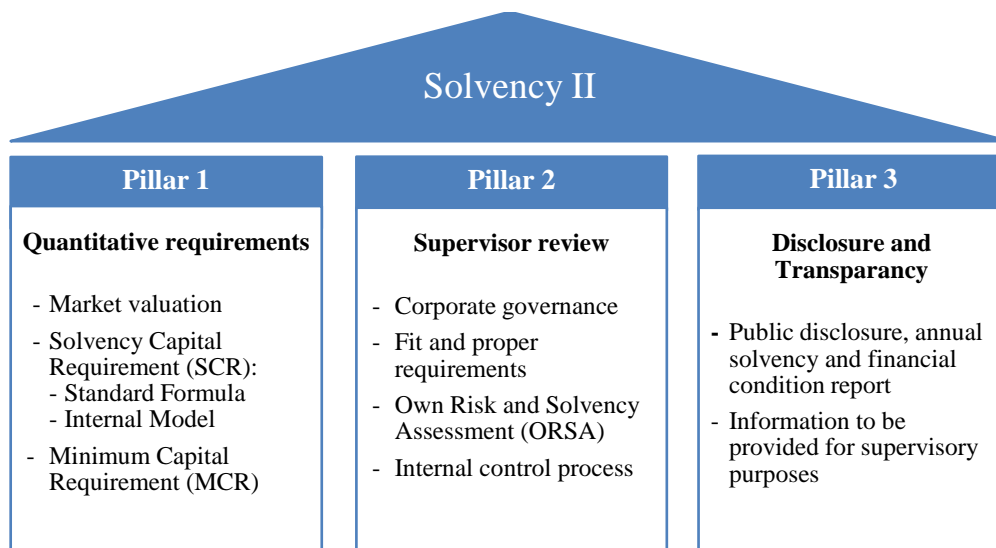 Solvency II
Pillar 1
Quantitative requirements
- Market valuation
- Solvency Capital
Requirement (SCR):
- Standard Formula
- Internal Model
- Minimum Capital
Requirement (MCR)
Pillar 2
Supervisor review
- Corporate governance
- Fit and proper
requirements
- Own Risk and Solvency
Assessment (ORSA)
- Internal control process
Pillar 3
Disclosure and
Transparancy
- Public disclosure, annual
solvency and financial
condition report
- Information to be
provided for supervisory
purposes